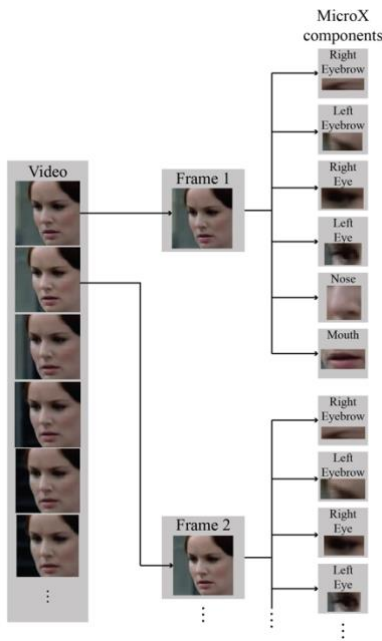 MicroX
components
Right
Eyebrow
Left
Eyebrow
Video
Right
Eye
Frame 1
Left
Eye
Nose
Mouth
Right
Eyebrow
Left
Eyebrow
Frame 2
Right
Eye
Left
Eye